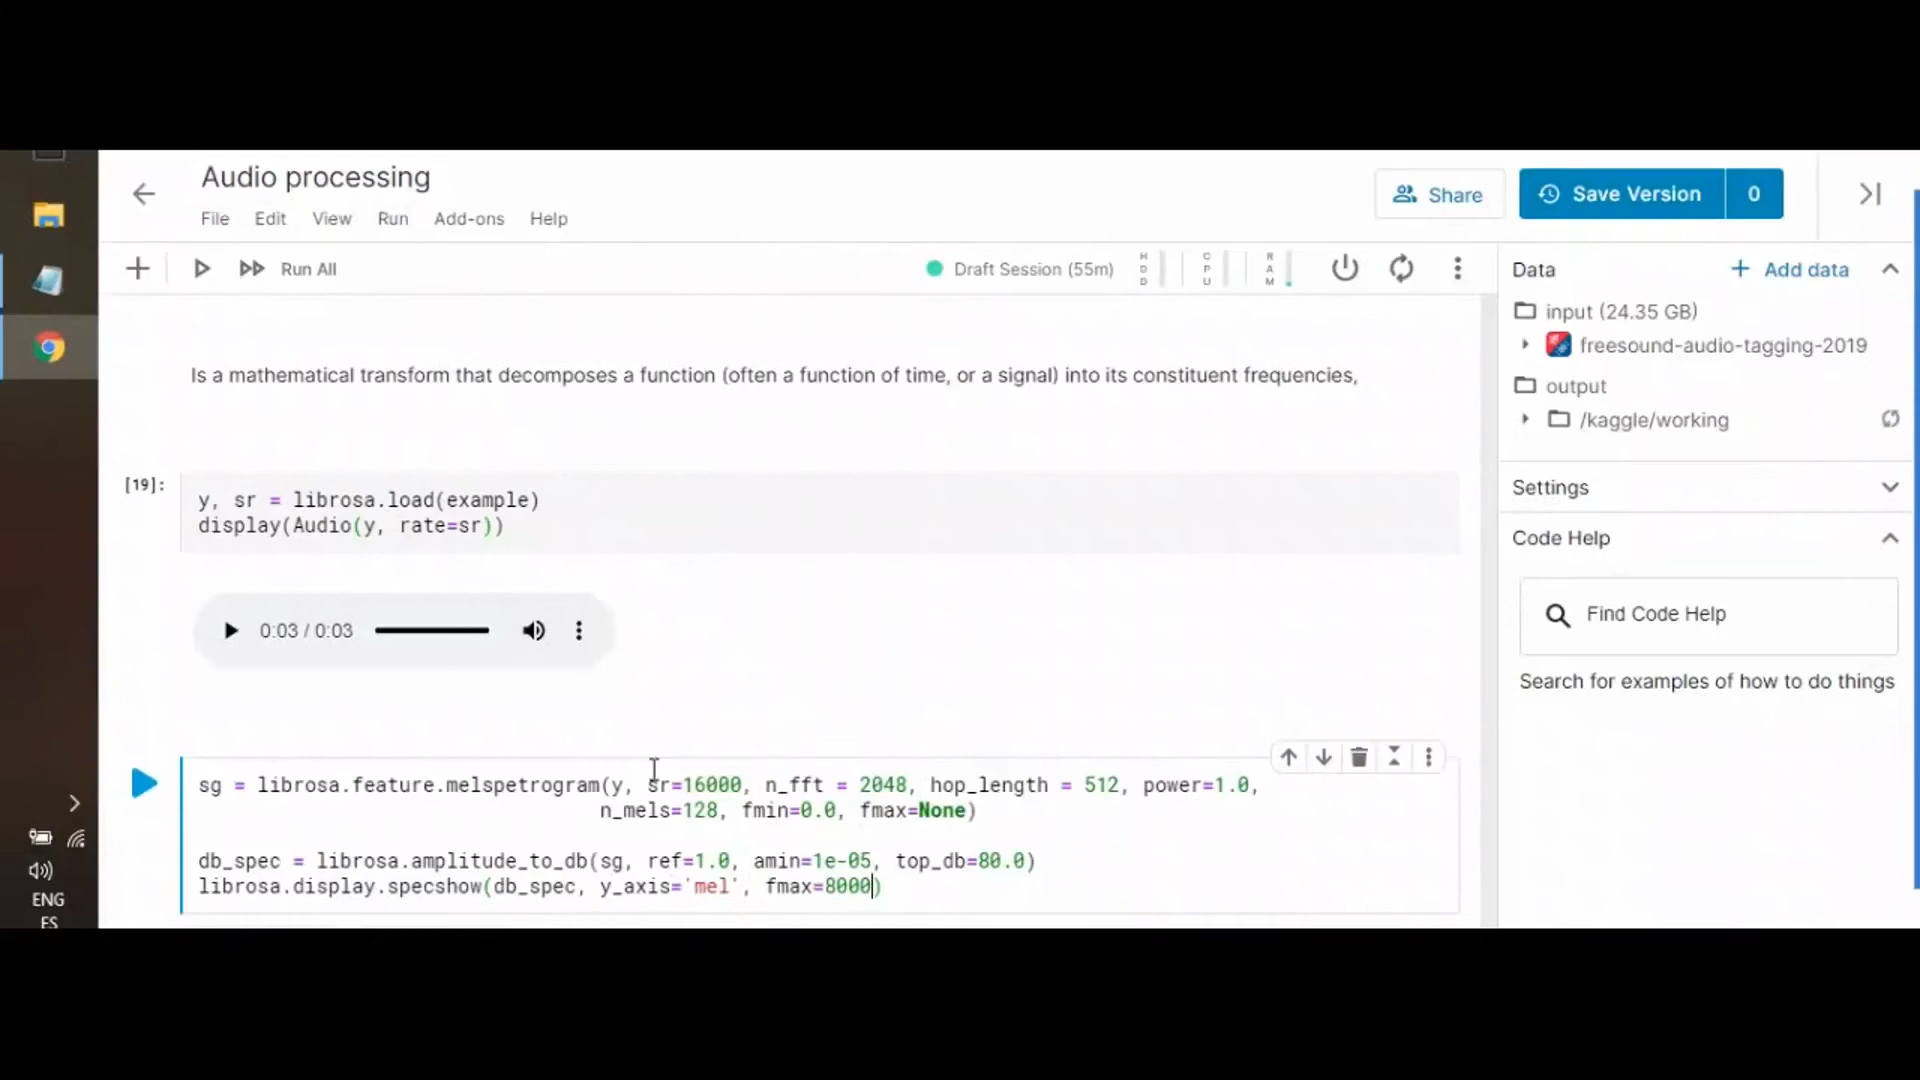 Audio processing
File Edit View Run Add-ons Help
Share
Save Version 0
Run All
Draft Session (55m)
HDD
CPU
RAM
Data
Add data
input (24.35 GB)
freesound-audio-tagging-2019
output
/kaggle/working
Settings
Code Help
Find Code Help
Search for examples of how to do things
Is a mathematical transform that decomposes a function (often a function of time, or a signal) into its constituent frequencies,
[19]:
y, sr = librosa.load(example)
display(Audio(y, rate=sr))
0:03 / 0:03
sg = librosa.feature.melspetrogram(y, sr=16000, n_fft = 2048, hop_length = 512, power=1.0,
n_mels=128, fmin=0.0, fmax=None)
db_spec = librosa.amplitude_to_db(sg, ref=1.0, amin=1e-05, top_db=80.0)
librosa.display.specshow(db_spec, y_axis='mel', fmax=8000)
ENG
ES